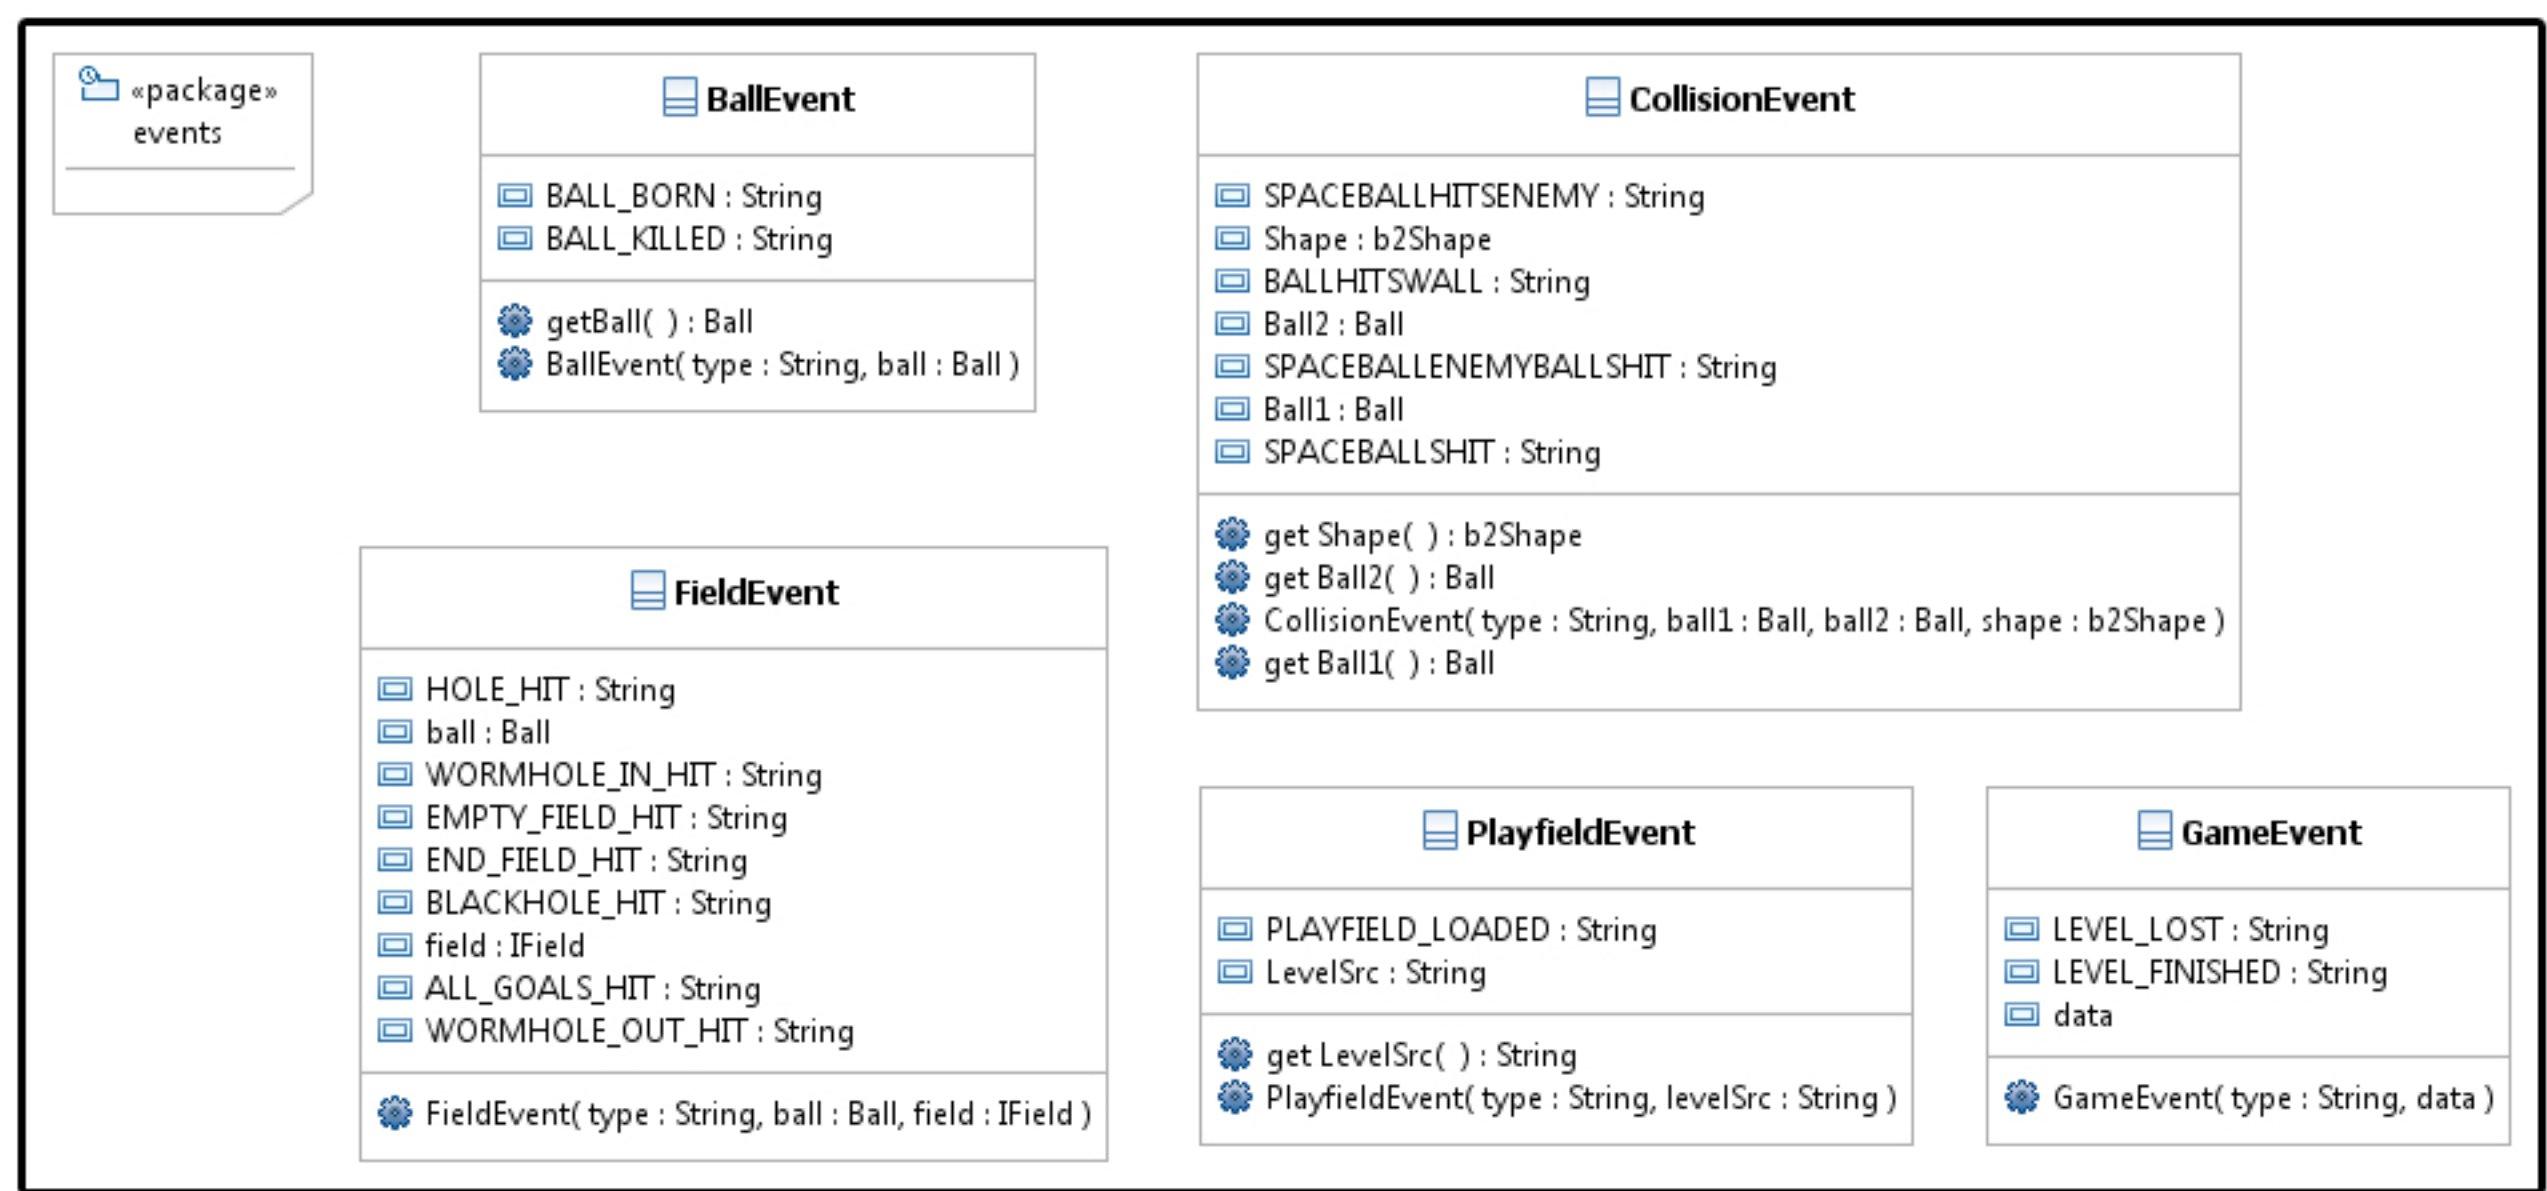 «package»
events
BallEvent
BALL_BORN : String
BALL_KILLED : String
getBall( ) : Ball
BallEvent( type : String, ball : Ball )
CollisionEvent
SPACEBALLHITSENEMY : String
Shape : b2Shape
BALLHITSWALL : String
Ball2 : Ball
SPACEBALLENEMYBALLSHIT : String
Ball1 : Ball
SPACEBALLSHIT : String
get Shape( ) : b2Shape
get Ball2( ) : Ball
CollisionEvent( type : String, ball1 : Ball, ball2 : Ball, shape : b2Shape )
get Ball1( ) : Ball
FieldEvent
HOLE_HIT : String
ball : Ball
WORMHOLE_IN_HIT : String
EMPTY_FIELD_HIT : String
END_FIELD_HIT : String
BLACKHOLE_HIT : String
field : IField
ALL_GOALS_HIT : String
WORMHOLE_OUT_HIT : String
FieldEvent( type : String, ball : Ball, field : IField )
PlayfieldEvent
PLAYFIELD_LOADED : String
LevelSrc : String
get LevelSrc( ) : String
PlayfieldEvent( type : String, levelSrc : String )
GameEvent
LEVEL_LOST : String
LEVEL_FINISHED : String
data
GameEvent( type : String, data )